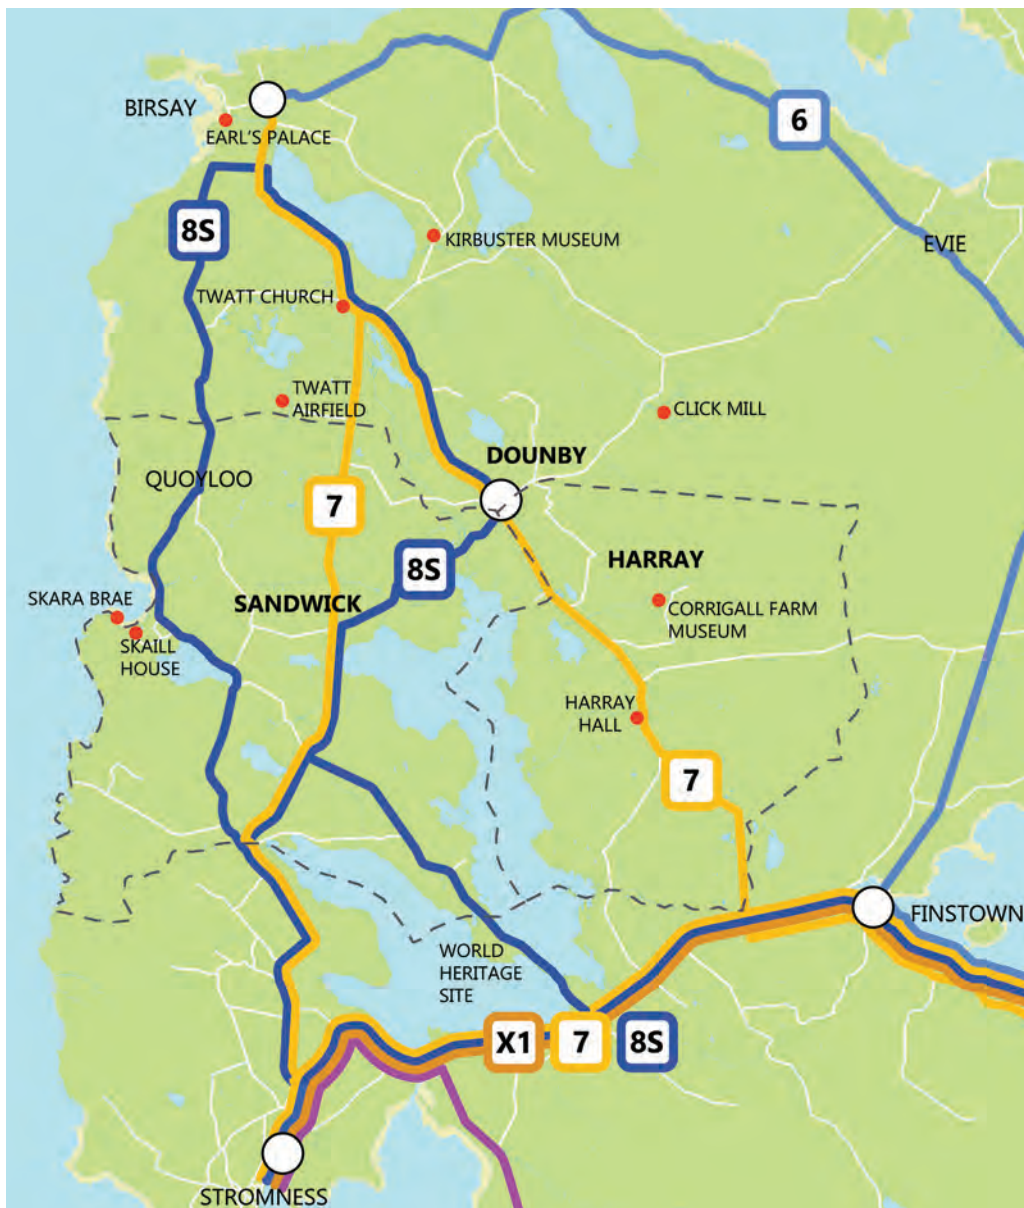 BIRSAY
EARL'S PALACE
6
8S
KIRBUSTER MUSEUM
EVIE
TWATT CHURCH
TWATT
AIRFIELD
CLICK MILL
DOUNBY
QUOYLOO
7
8S
HARRAY
SKARA BRAE
SANDWICK
CORRIGALL FARM
MUSEUM
SKAILL
HOUSE
HARRAY
HALL
7
FINSTOWN
WORLD
HERITAGE
SITE
X1
7
8S
STROMNESS